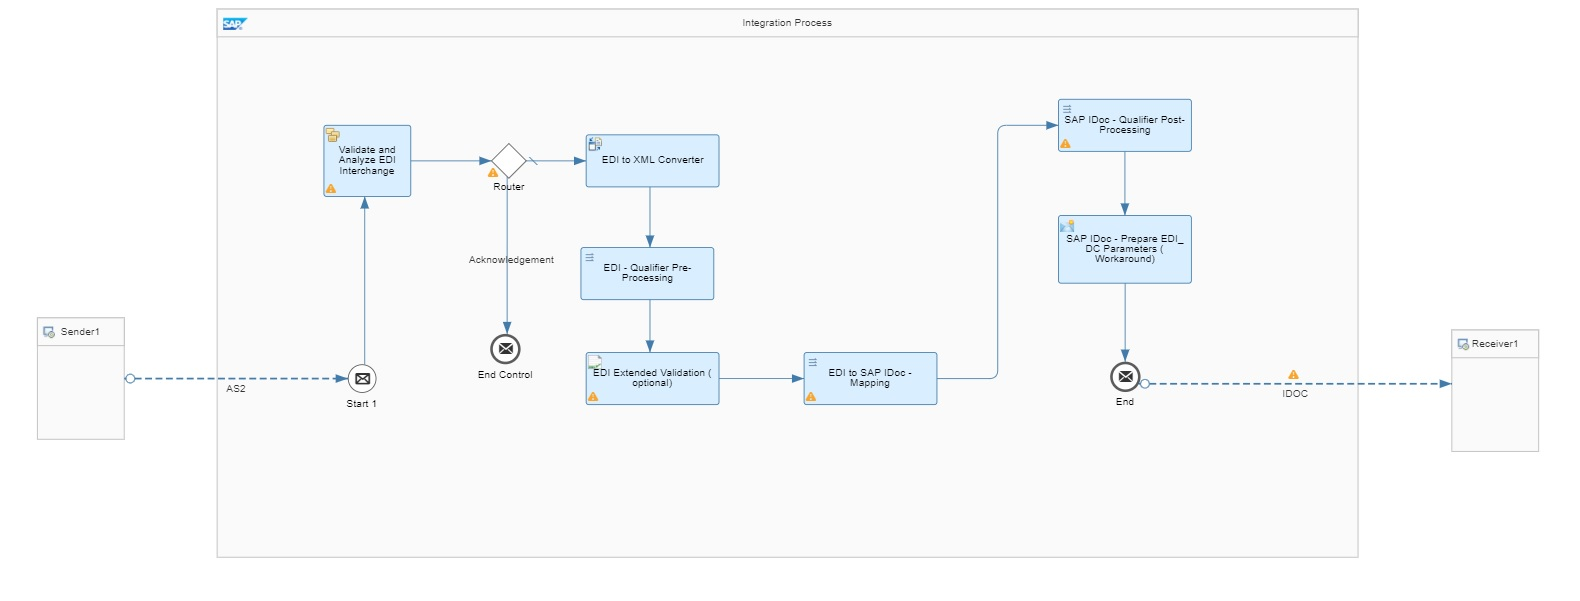 SAP
Integration Process
Validate and
Analyze EDI
Interchange
Router
EDI to XML Converter
Acknowledgement
EDI - Qualifier Pre-
Processing
End Control
EDI Extended Validation (
optional)
EDI to SAP IDoc -
Mapping
SAP IDoc - Qualifier Post-
Processing
SAP IDoc - Prepare EDI_
DC Parameters (
Workaround)
End
Sender1
AS2
Start 1
IDOC
Receiver1